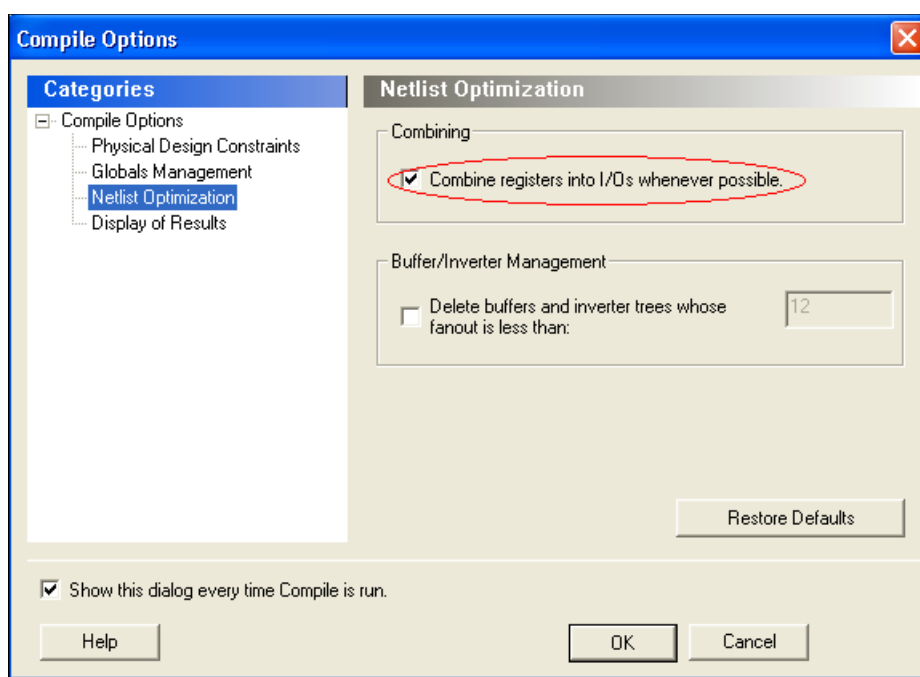 Compile Options
Categories
Compile Options
Physical Design Constraints
Globals Management
Netlist Optimization
Display of Results
Netlist Optimization
Combining
Combine registers into I/Os whenever possible.
Buffer/Inverter Management
Delete buffers and inverter trees whose
fanout is less than:
12
Restore Defaults
Show this dialog every time Compile is run.
Help
OK
Cancel